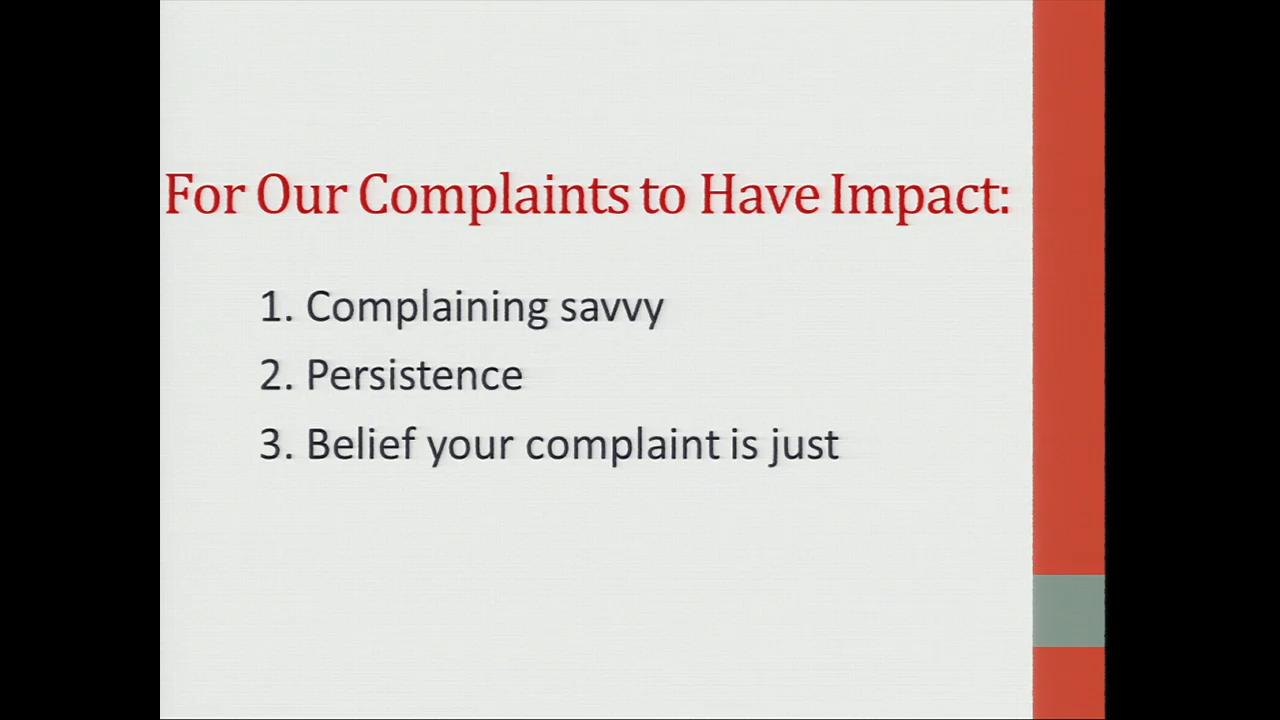 For Our Complaints to Have Impact:
1. Complaining savvy
2. Persistence
3. Belief your complaint is just